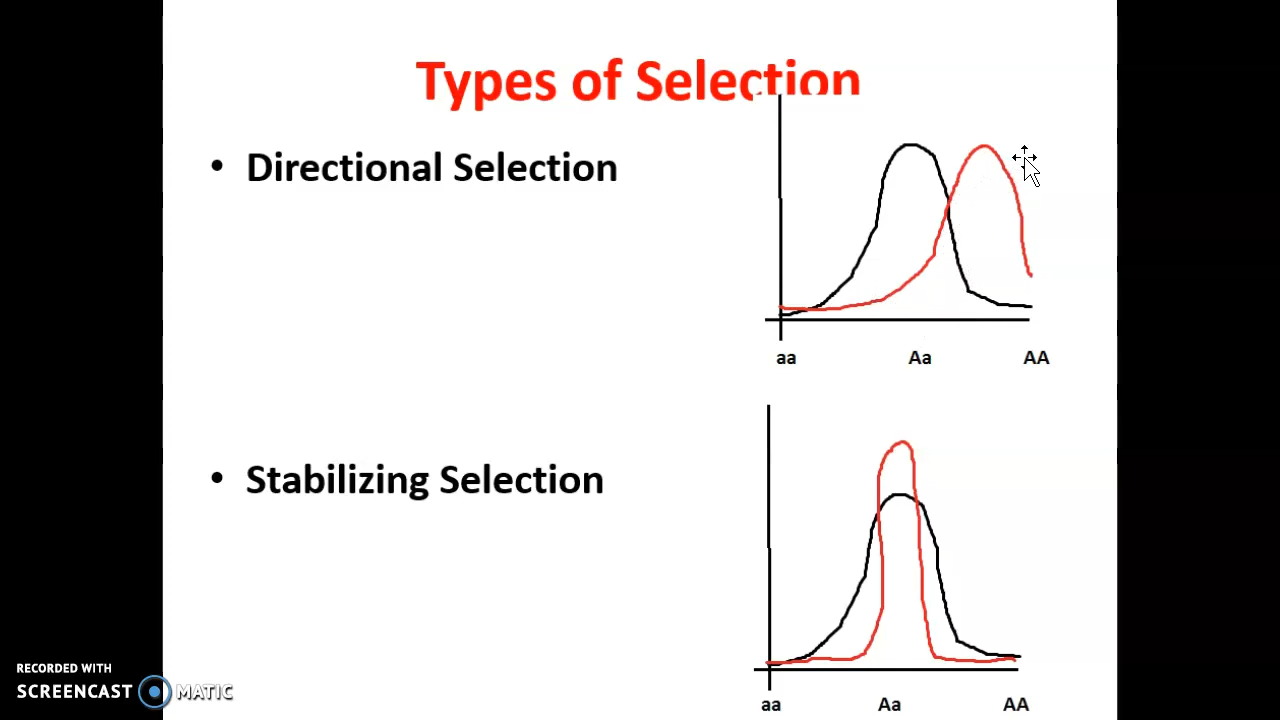 Types of Selection
• Directional Selection
aa Aa AA
• Stabilizing Selection
aa Aa AA
RECORDED WITH
SCREENCAST MATIC